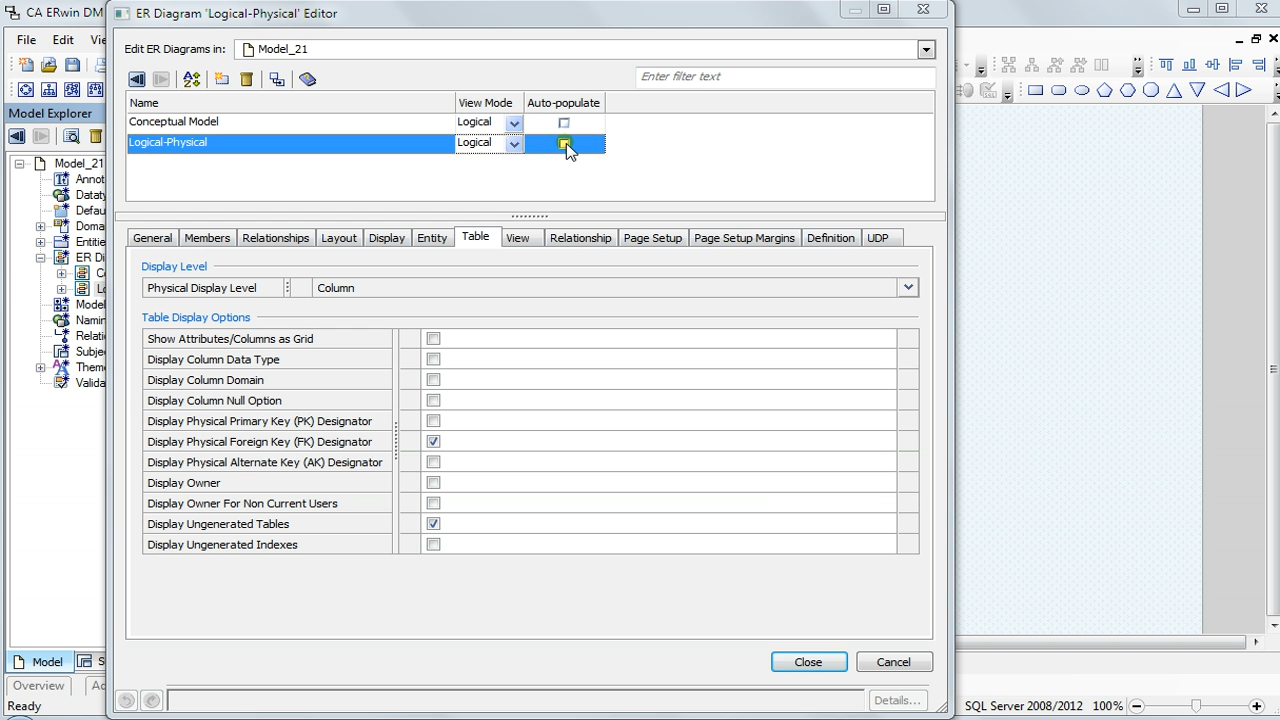 CA ERwin DM
ER Diagram 'Logical-Physical' Editor
File Edit Vi
Edit ER Diagrams in: Model_21
Enter filter text
Model Explorer
Name View Mode Auto-populate
Conceptual Model Logical
Logical-Physical Logical
Model_21
Annot
Dataty
Defau
Doma
Entitie
ER Di
C
Lo
Model
Namin
Relati
Subje
Theme
Valida
General Members Relationships Layout Display Entity Table View Relationship Page Setup Page Setup Margins Definition UDP
Display Level
Physical Display Level Column
Table Display Options
Show Attributes/Columns as Grid
Display Column Data Type
Display Column Domain
Display Column Null Option
Display Physical Primary Key (PK) Designator
Display Physical Foreign Key (FK) Designator
Display Physical Alternate Key (AK) Designator
Display Owner
Display Owner For Non Current Users
Display Ungenerated Tables
Display Ungenerated Indexes
Model S
Close Cancel
Overview Ad
Details...
Ready
SQL Server 2008/2012 100%